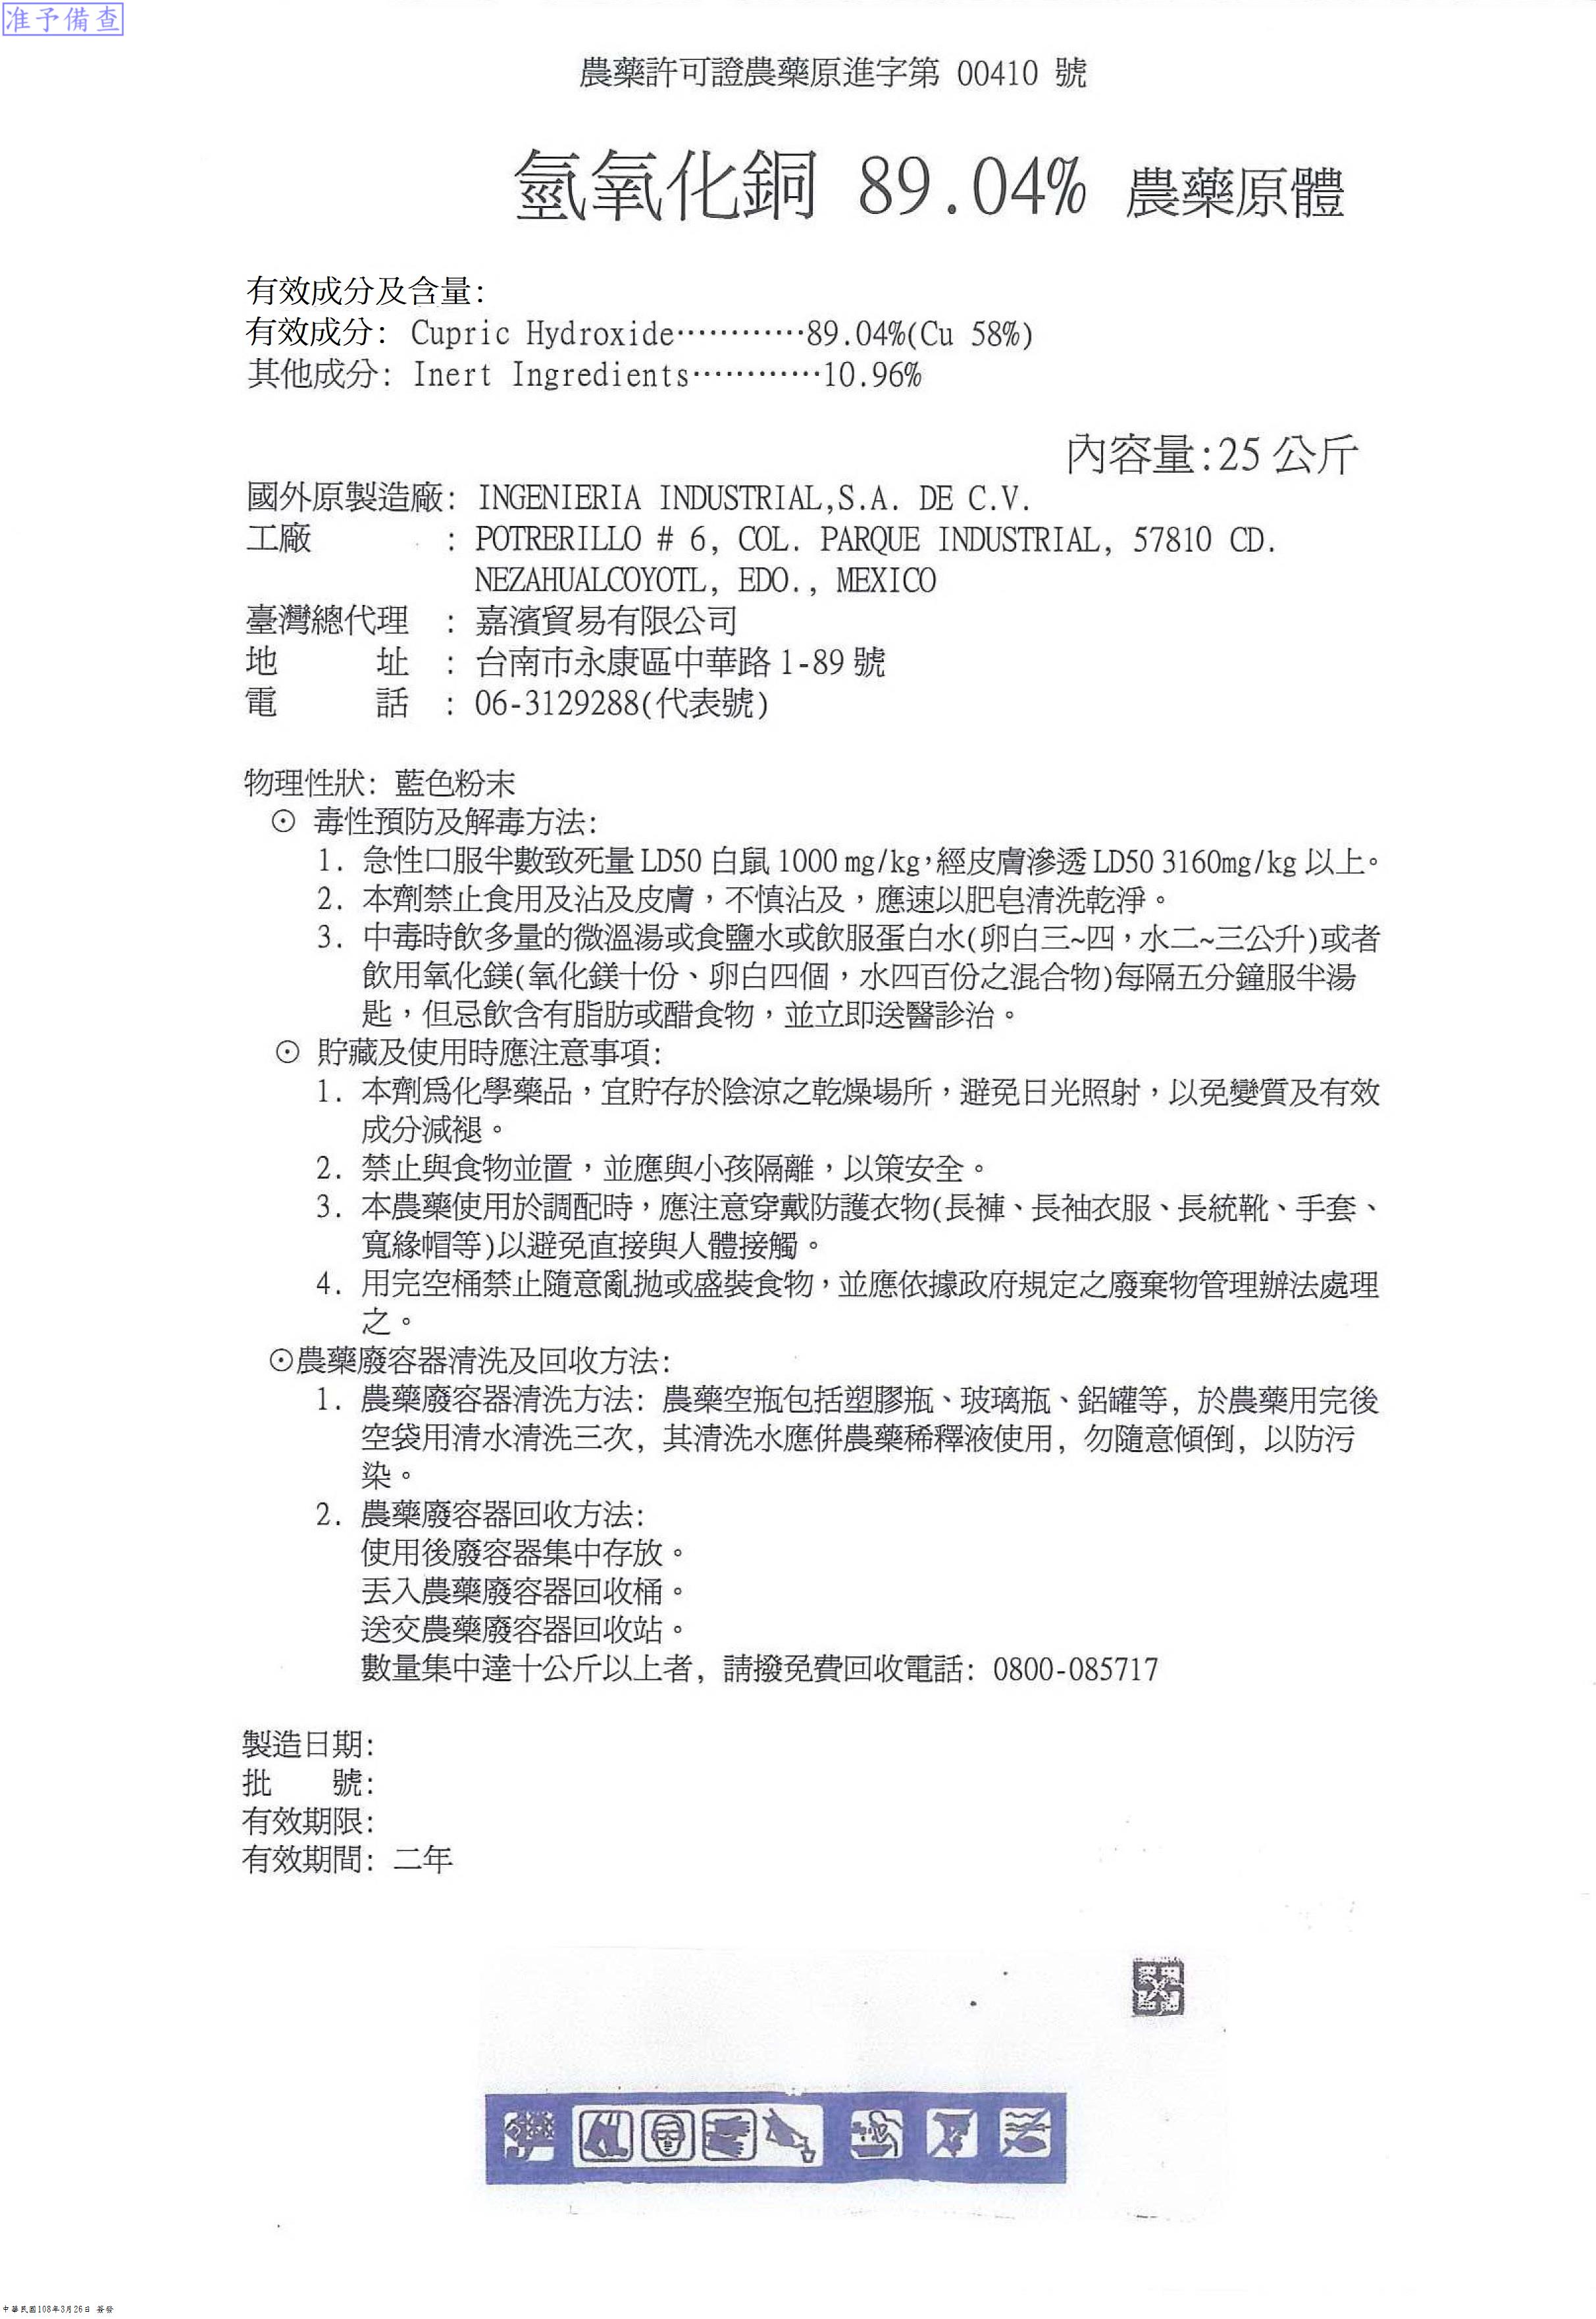 准予備查
農藥許可證農藥原進字第 00410 號
氫氧化銅 89.04% 農藥原體
有效成分及含量:
有效成分: Cupric Hydroxide…………89.04%(Cu 58%)
其他成分: Inert Ingredients…………10.96%
內容量:25 公斤
國外原製造廠: INGENIERIA INDUSTRIAL,S.A. DE C.V.
工廠 : POTRERILLO # 6, COL. PARQUE INDUSTRIAL, 57810 CD.
NEZAHUALCOYOTL, EDO., MEXICO
臺灣總代理 : 嘉濱貿易有限公司
地 址 : 台南市永康區中華路 1-89 號
電 話 : 06-3129288(代表號)
物理性狀: 藍色粉末
⊙ 毒性預防及解毒方法:
1. 急性口服半數致死量 LD50 白鼠 1000 mg/kg,經皮膚滲透 LD50 3160mg/kg 以上。
2. 本劑禁止食用及沾及皮膚,不慎沾及,應速以肥皂清洗乾淨。
3. 中毒時飲多量的微溫湯或食鹽水或飲服蛋白水(卵白三~四,水二~三公升)或者
飲用氧化鎂(氧化鎂十份、卵白四個,水四百份之混合物)每隔五分鐘服半湯
匙,但忌飲含有脂肪或醋食物,並立即送醫診治。
⊙ 貯藏及使用時應注意事項:
1. 本劑爲化學藥品,宜貯存於陰涼之乾燥場所,避免日光照射,以免變質及有效
成分減褪。
2. 禁止與食物並置,並應與小孩隔離,以策安全。
3. 本農藥使用於調配時,應注意穿戴防護衣物(長褲、長袖衣服、長統靴、手套、
寬緣帽等)以避免直接與人體接觸。
4. 用完空桶禁止隨意亂拋或盛裝食物,並應依據政府規定之廢棄物管理辦法處理
之。
⊙農藥廢容器清洗及回收方法:
1. 農藥廢容器清洗方法: 農藥空瓶包括塑膠瓶、玻璃瓶、鋁罐等, 於農藥用完後
空袋用清水清洗三次, 其清洗水應併農藥稀釋液使用, 勿隨意傾倒, 以防污
染。
2. 農藥廢容器回收方法:
使用後廢容器集中存放。
丟入農藥廢容器回收桶。
送交農藥廢容器回收站。
數量集中達十公斤以上者, 請撥免費回收電話: 0800-085717
製造日期:
批 號:
有效期限:
有效期間: 二年
中華民國108年3月26日 簽發